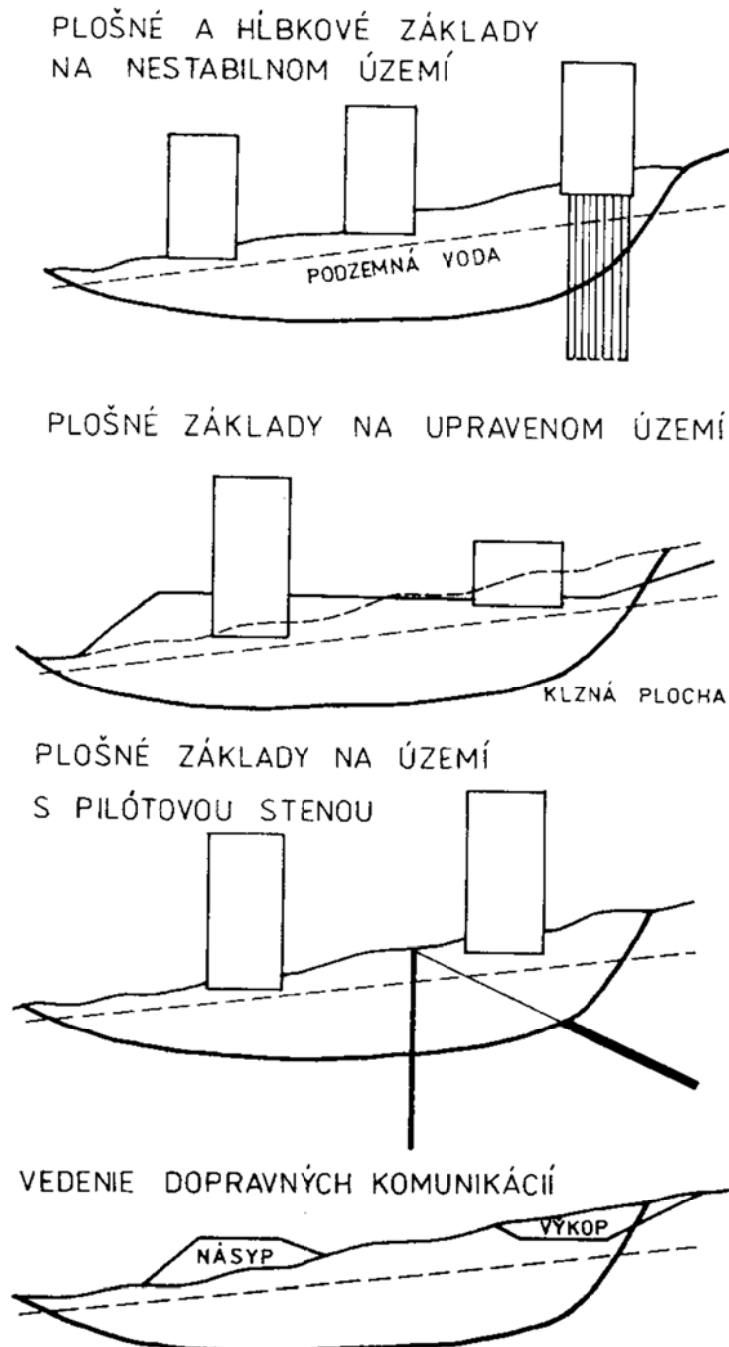 PLOŠNÉ A HĹBKOVÉ ZÁKLADY
NA NESTABILNOM ÚZEMÍ
PODZEMNÁ VODA
PLOŠNÉ ZÁKLADY NA UPRAVENOM ÚZEMÍ
KLZNÁ PLOCHA
PLOŠNÉ ZÁKLADY NA ÚZEMÍ
S PILÓTOVOU STENOU
VEDENIE DOPRAVNÝCH KOMUNIKÁCIÍ
NÁSYP
VÝKOP